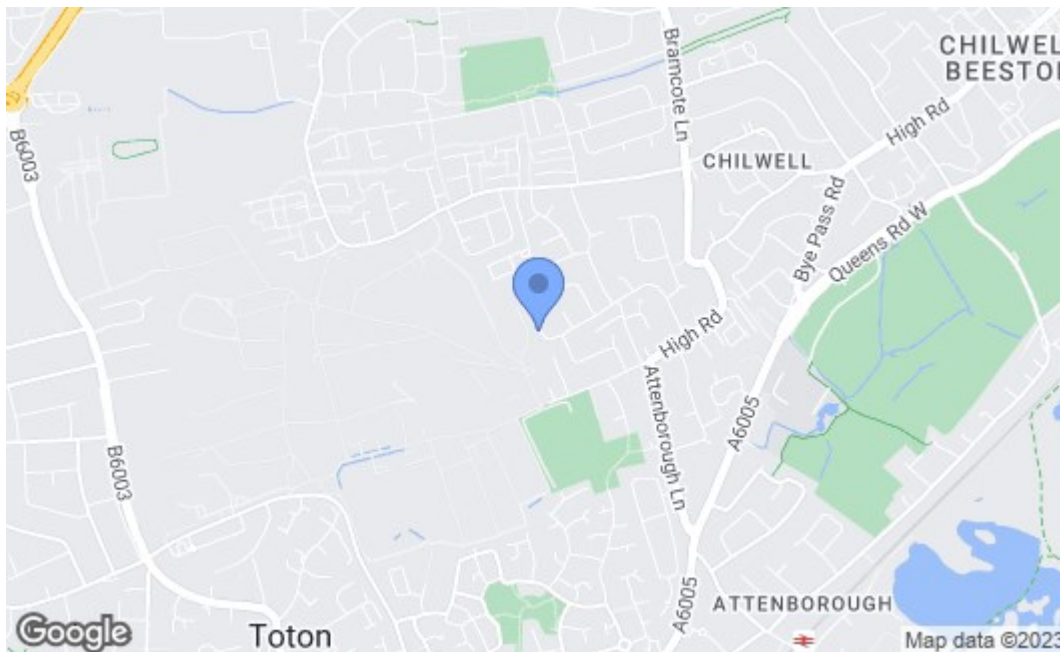 CHILWEL
BEESTO
Bramcote Ln
High Rd
B6003
CHILWELL
Bye Pass Rd
Queens Rd W
High Rd
Attenborough Ln
A6005
B6003
A6005
ATTENBOROUGH
Toton
Google
Map data ©2023